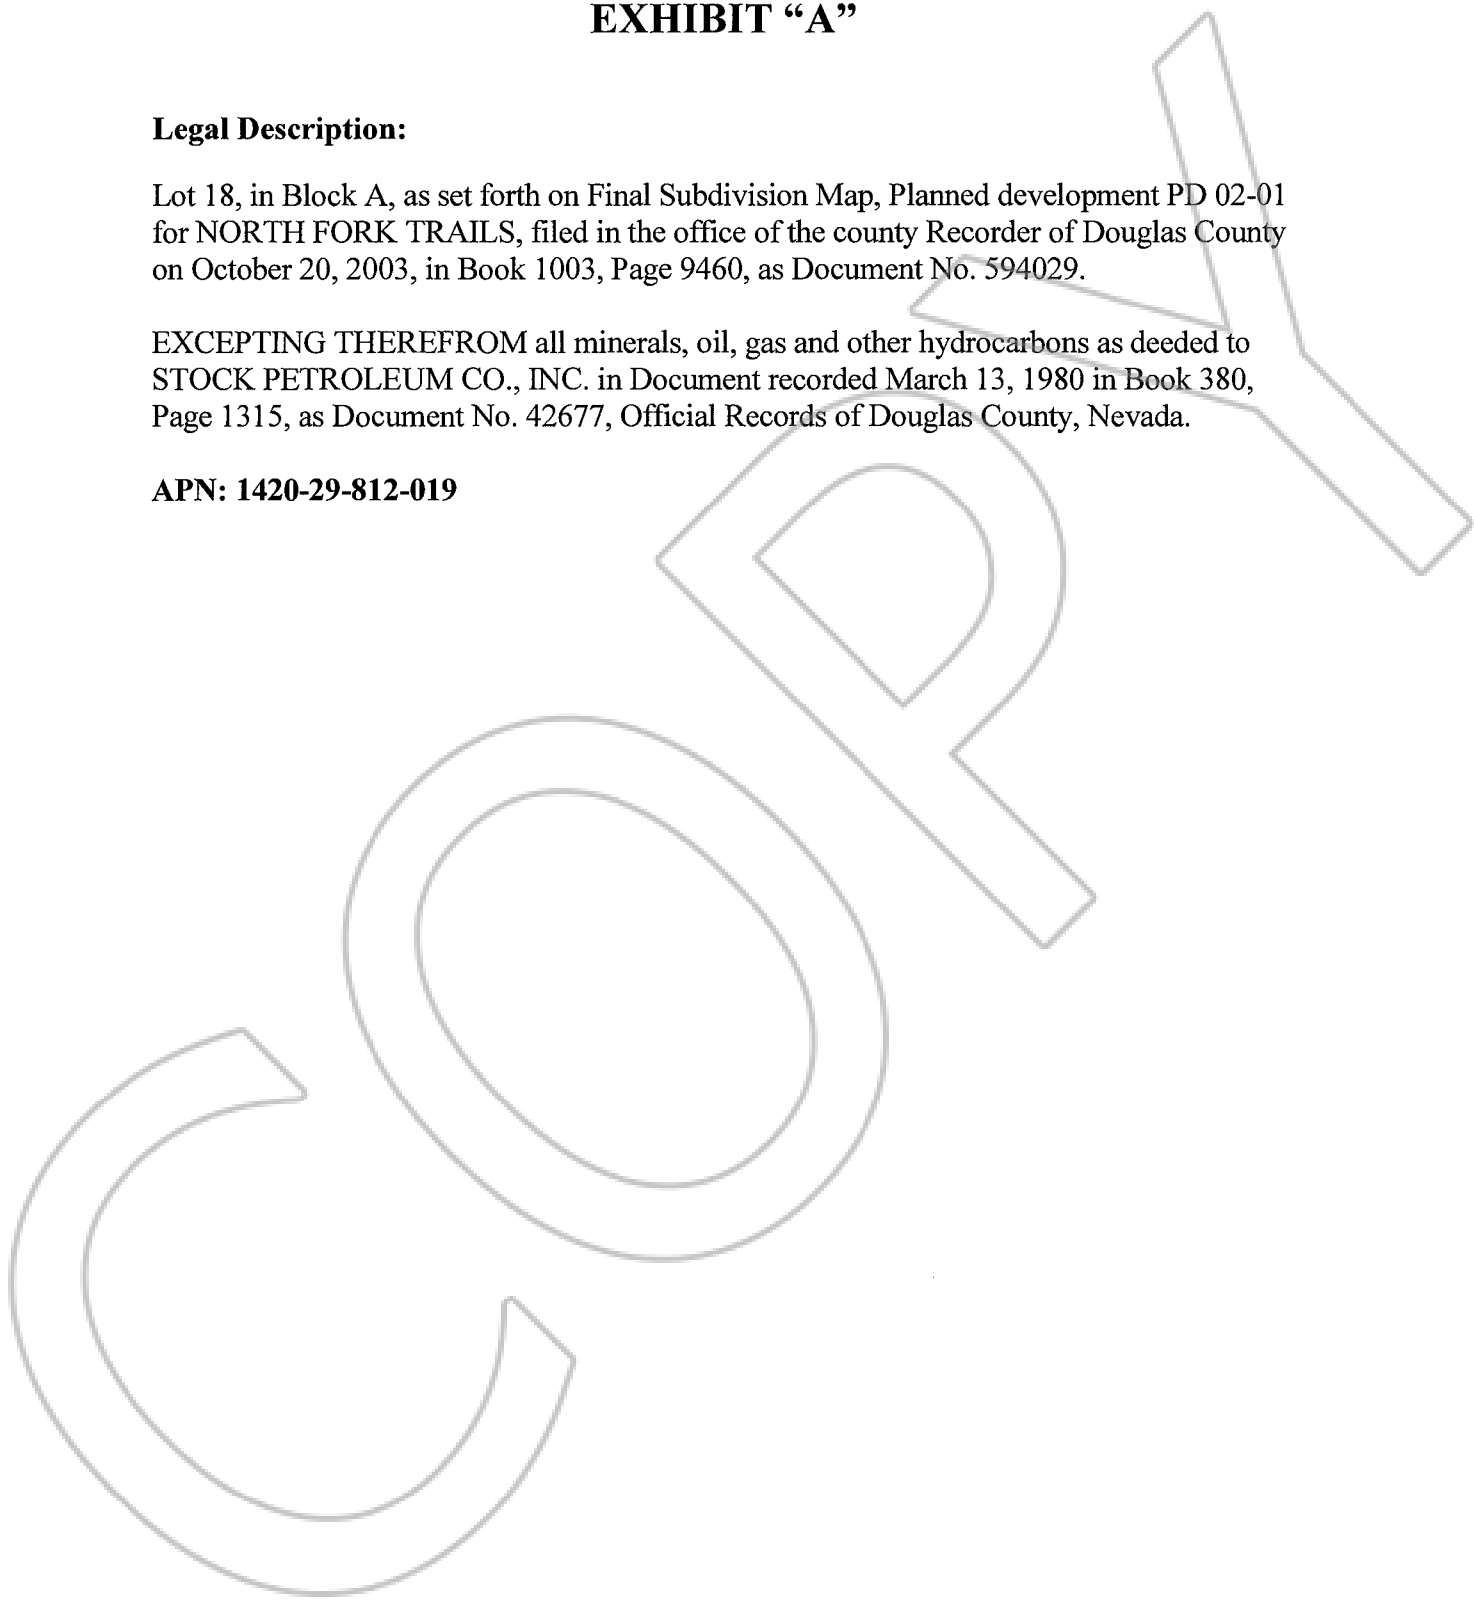 EXHIBIT “A”
Legal Description:
Lot 18, in Block A, as set forth on Final Subdivision Map, Planned development PD 02-01
for NORTH FORK TRAILS, filed in the office of the county Recorder of Douglas County
on October 20, 2003, in Book 1003, Page 9460, as Document No. 594029.
EXCEPTING THEREFROM all minerals, oil, gas and other hydrocarbons as deeded to
STOCK PETROLEUM CO., INC. in Document recorded March 13, 1980 in Book 380,
Page 1315, as Document No. 42677, Official Records of Douglas County, Nevada.
APN: 1420-29-812-019
COPY